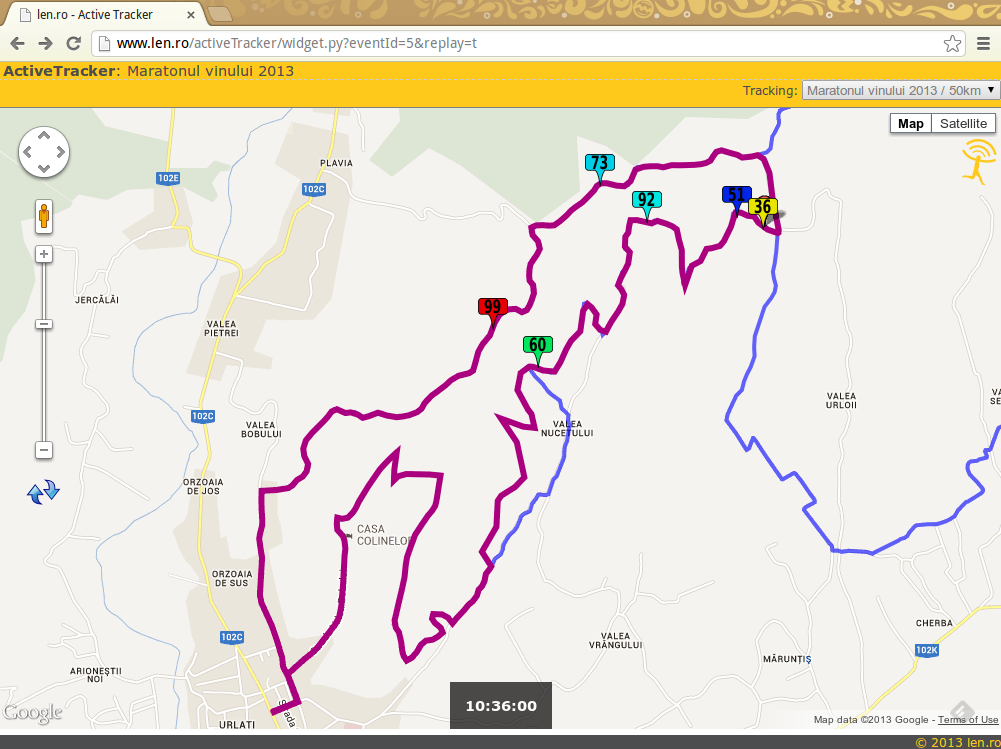 len.ro - Active Tracker
www.len.ro/activeTracker/widget.py?eventId=5&replay=t
ActiveTracker: Maratonul vinului 2013
Tracking: Maratonul vinului 2013 / 50km
Map Satellite
PLAVIA
73
102E
102C
92
51
36
JERCĂLĂI
99
VALEA
PIETREI
60
VALEA
URLOII
VA
SE
102C
VALEA
BOBULUI
VALEA
NUCETULUI
ORZOAIA
DE JOS
CASA
COLINELOR
ORZOAIA
DE SUS
CHERBA
102C
VALEA
VRÂNGULUI
102K
MĂRUNȚIȘ
ARIONEȘTII
NOI
Strada
10:36:00
Google
URLATI
Map data ©2013 Google - Terms of Use
© 2013 len.ro